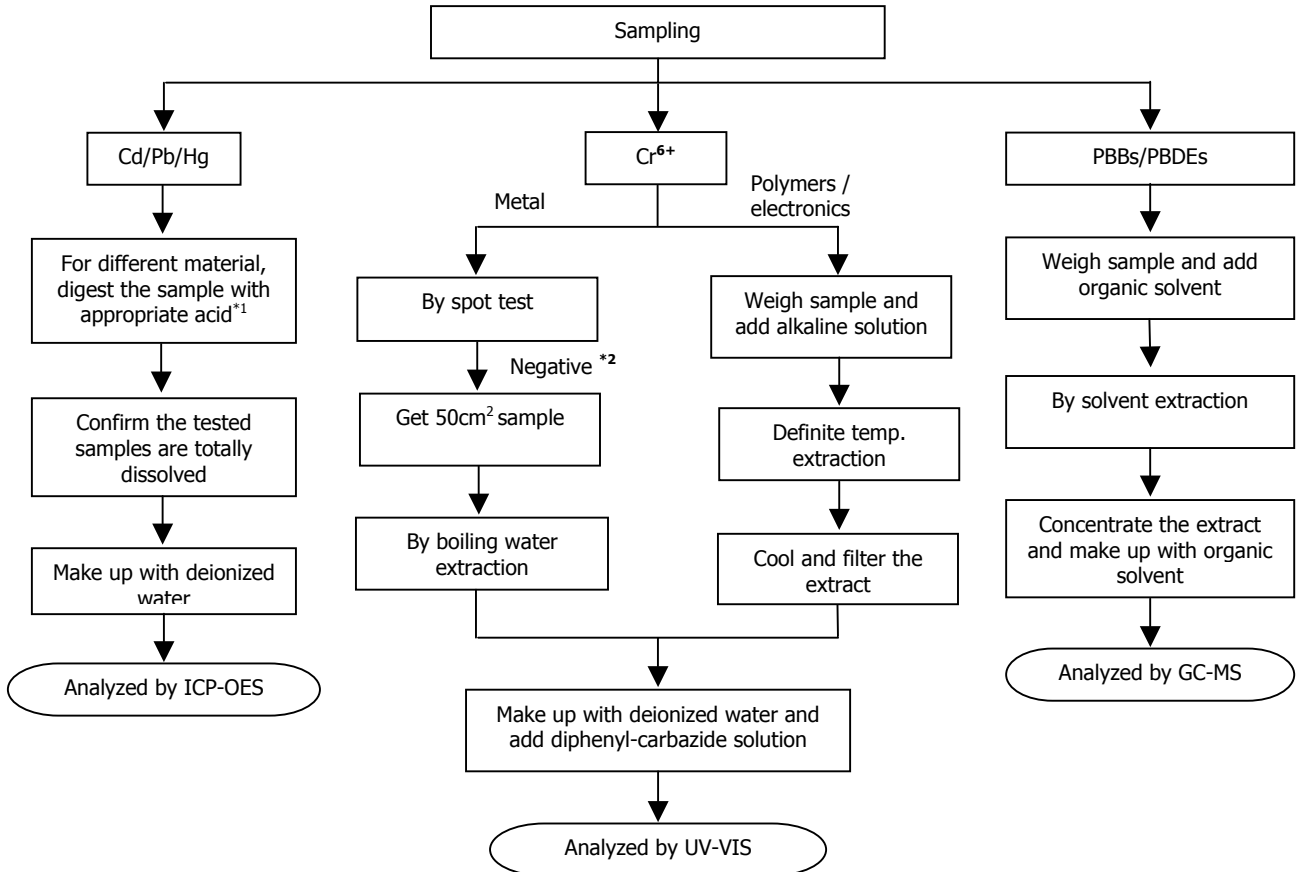 Sampling
Cd/Pb/Hg
For different material,
digest the sample with
appropriate acid*1
Confirm the tested
samples are totally
dissolved
Make up with deionized
water
Analyzed by ICP-OES
Cr6+
Metal
By spot test
Negative *2
Get 50cm2 sample
By boiling water
extraction
Polymers /
electronics
Weigh sample and
add alkaline solution
Definite temp.
extraction
Cool and filter the
extract
Make up with deionized water and
add diphenyl-carbazide solution
Analyzed by UV-VIS
PBBs/PBDEs
Weigh sample and add
organic solvent
By solvent extraction
Concentrate the extract
and make up with organic
solvent
Analyzed by GC-MS